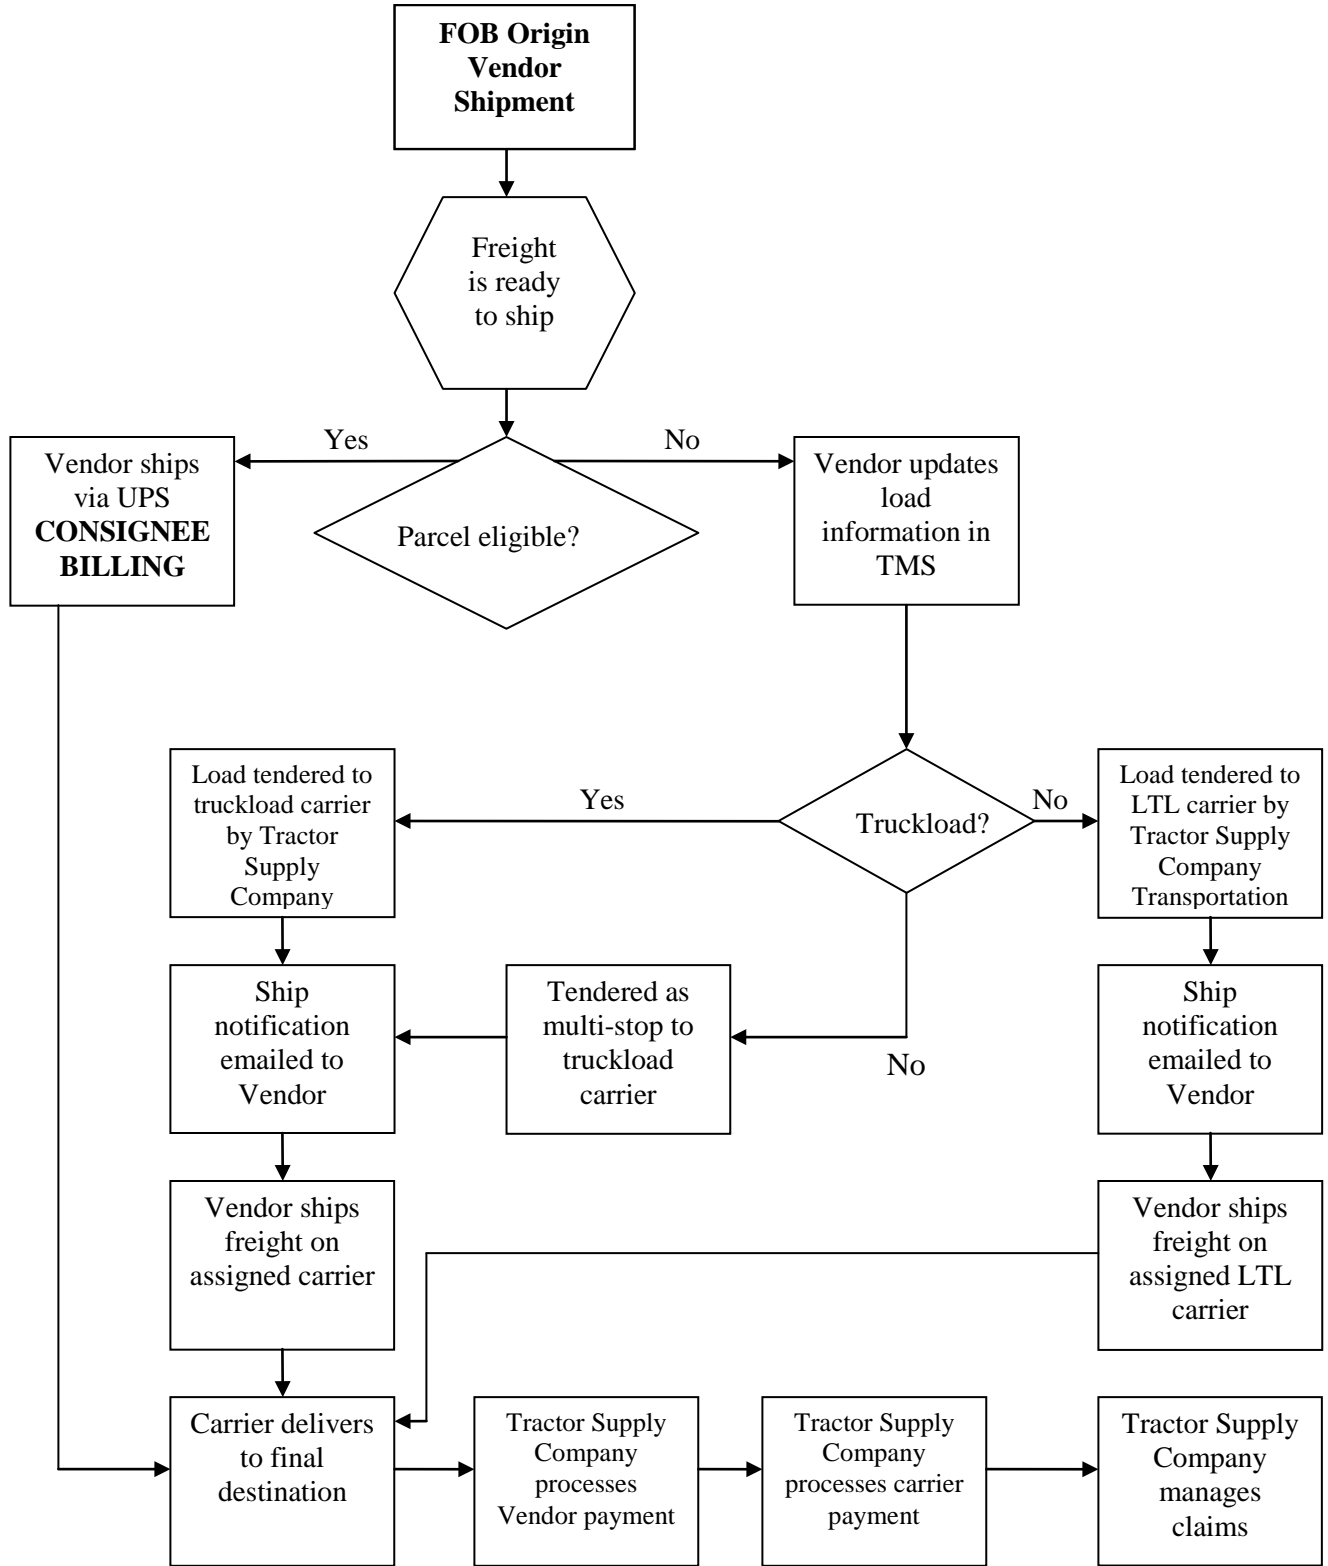 FOB Origin
Vendor
Shipment
Freight
is ready
to ship
Yes
No
Vendor ships
via UPS
CONSIGNEE
BILLING
Parcel eligible?
Vendor updates
load
information in
TMS
Load tendered to
truckload carrier
by Tractor
Supply
Company
Yes
Truckload?
No
Load tendered to
LTL carrier by
Tractor Supply
Company
Transportation
Ship
notification
emailed to
Vendor
Tendered as
multi-stop to
truckload
carrier
No
Ship
notification
emailed to
Vendor
Vendor ships
freight on
assigned carrier
Vendor ships
freight on
assigned LTL
carrier
Carrier delivers
to final
destination
Tractor Supply
Company
processes
Vendor payment
Tractor Supply
Company
processes carrier
payment
Tractor Supply
Company
manages
claims